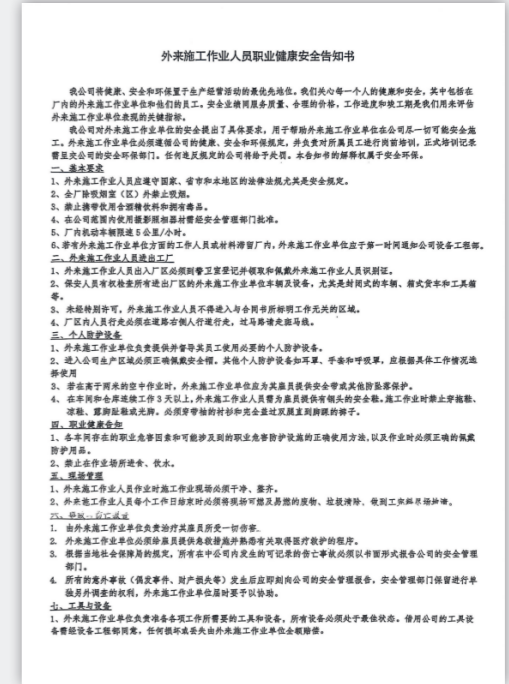 外来施工作业人员职业健康安全告知书
我公司将健康、安全和环保置于生产经营活动的最优先地位。我们关心每一个人的健康和安全，其中包括在
厂内的外来施工作业单位和他们的员工。安全业绩同服务质量、合理的价格，工作进度和竣工期是我们用来评估
外来施工作业单位表现的关键指标。
我公司对外来施工作业单位的安全提出了具体要求，用于帮助外来施工作业单位在公司尽一切可能安全施
工。外来施工作业单位必须遵循公司的健康、安全和环保规定，并负责对所属员工进行岗前培训，正式培训记录
需呈交公司的安全环保部门。任何违反规定的公司将给予处罚。本告知书的解释权属于安全环保。
一、基本要求
1、外来施工作业人员应遵守国家、省市和本地区的法律法规尤其是安全规定。
2、全厂除吸烟室（区）外禁止吸烟。
3、禁止携带饮用含酒精饮料和拥有毒品。
4、在公司范围内使用摄影照相器材需经安全管理部门批准。
5、厂内机动车辆限速5公里/小时。
6、若有外来施工作业单位方面的工作人员或材料滞留厂内，外来施工作业单位应于第一时间通知公司设备工程部。
二、外来施工作业人员进出工厂
1、外来施工作业人员出入厂区必须到警卫室登记并领取和佩戴外来施工作业人员识别证。
2、保安人员有权检查所有进出厂区的外来施工作业单位车辆及设备，尤其是封闭式的车辆、箱式货车和工具箱
等。
3、 未经特别许可，外来施工作业人员不得进入与合同书所标明工作无关的区域。
4、厂区内人行走必须在道路右侧人行道行走，过马路请走斑马线。
三、个人防护设备
1、外来施工作业单位负责提供并督导其员工使用必要的个人防护设备。
2、进入公司生产区域必须正确佩戴安全帽。其他个人防护设备如耳罩、手套和呼吸罩，应根据具体工作情况选
择使用
3、 若在高于两米的空中作业时，外来施工作业单位应为其雇员提供安全带或其他防坠落保护。
4、 在车间和仓库连续工作3天以上，外来施工作业人员需为雇员提供有钢头的安全鞋。施工作业时禁止穿拖鞋、
凉鞋、露脚趾鞋或光脚。必须穿带袖的衬衫和完全盖过双腿直到脚踝的裤子。
四、职业健康告知
1、各车间存在的职业危害因素和可能涉及到的职业危害防护设施的正确使用方法，以及作业时必须正确的佩戴
防护用品。
2、禁止在作业场所进食、饮水。
五、现场管理
1、外来施工作业人员作业时施工作业现场必须干净、整齐。
2、外来施工作业人员每个工作日结束时必须将现场可燃及易燃的废物、垃圾清除，做到工完料尽场地清。
1. 由外来施工作业单位负责治疗其雇员所受一切伤害。
2. 外来施工作业单位必须给雇员提供急救措施并熟悉有关取得医疗救护的程序。
3. 根据当地社会保障局的规定，所有在中公司内发生的可记录的伤亡事故必须以书面形式报告公司的安全管理
部门。
4. 所有的意外事故（偶发事件、财产损失等）发生后应即刻向公司的安全管理报告，安全管理部门保留进行单
独另外调查的权利，外来施工作业单位届时要予以协助。
七、工具与设备
1、外来施工作业单位负责准备各项工作所需要的工具和设备，所有设备必须处于最佳状态。借用公司的工具设
备需经设备工程部同意，任何损坏或丢失由外来施工作业单位全额赔偿。